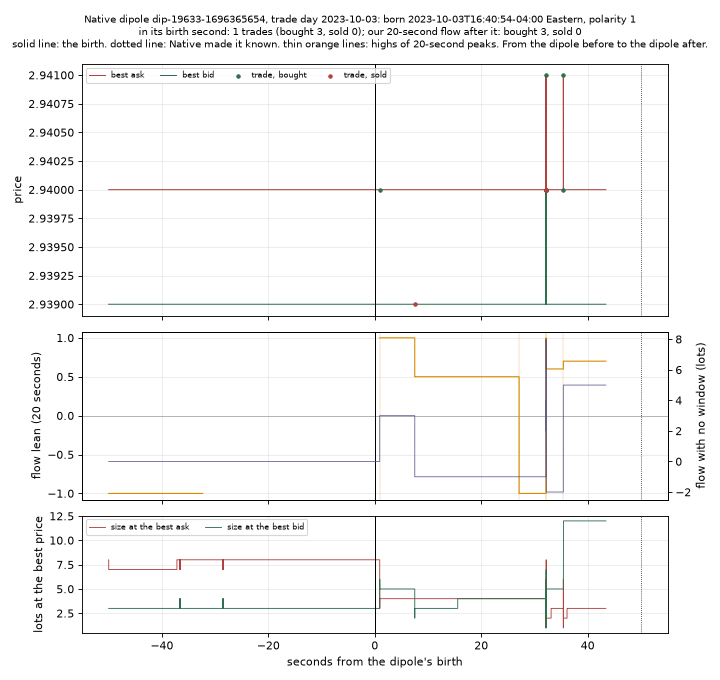 Native dipole dip-19633-1696365654, trade day 2023-10-03: born 2023-10-03T16:40:54-04:00 Eastern, polarity 1
in its birth second: 1 trades (bought 3, sold 0); our 20-second flow after it: bought 3, sold 0
solid line: the birth. dotted line: Native made it known. thin orange lines: highs of 20-second peaks. From the dipole before to the dipole after.
best ask
best bid
trade, bought
trade, sold
price
2.94100
2.94075
2.94050
2.94025
2.94000
2.93975
2.93950
2.93925
2.93900
flow lean (20 seconds)
1.0
0.5
0.0
−0.5
−1.0
flow with no window (lots)
8
6
4
2
0
−2
size at the best ask
size at the best bid
lots at the best price
12.5
10.0
7.5
5.0
2.5
−40
−20
0
20
40
seconds from the dipole's birth